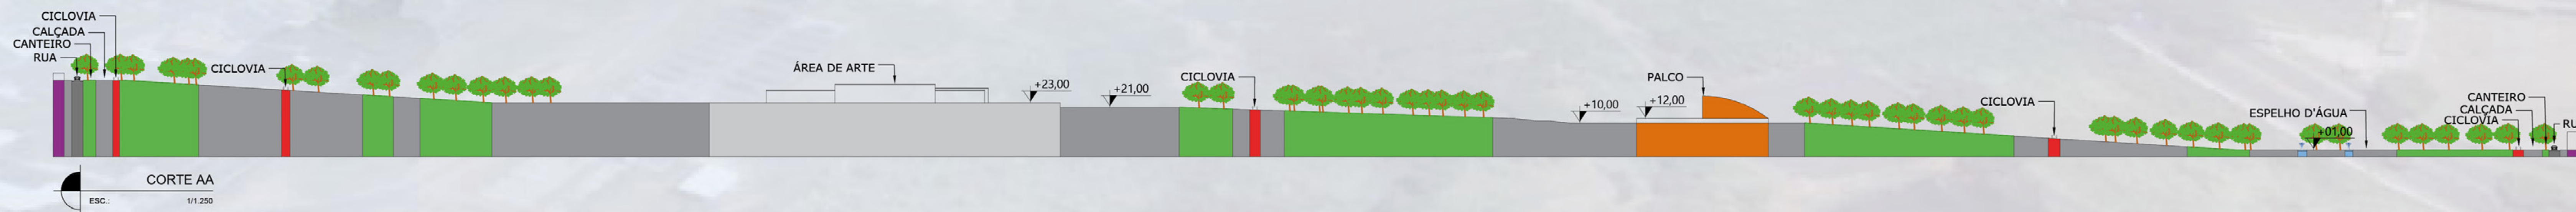 CICLOVIA
CALÇADA
CANTEIRO
RUA
CICLOVIA
ÁREA DE ARTE
+23,00
+21,00
CICLOVIA
+10,00
+12,00
PALCO
CICLOVIA
ESPELHO D'ÁGUA
+01,00
CANTEIRO
CALÇADA
CICLOVIA
RU
CORTE AA
ESC.: 1/1.250